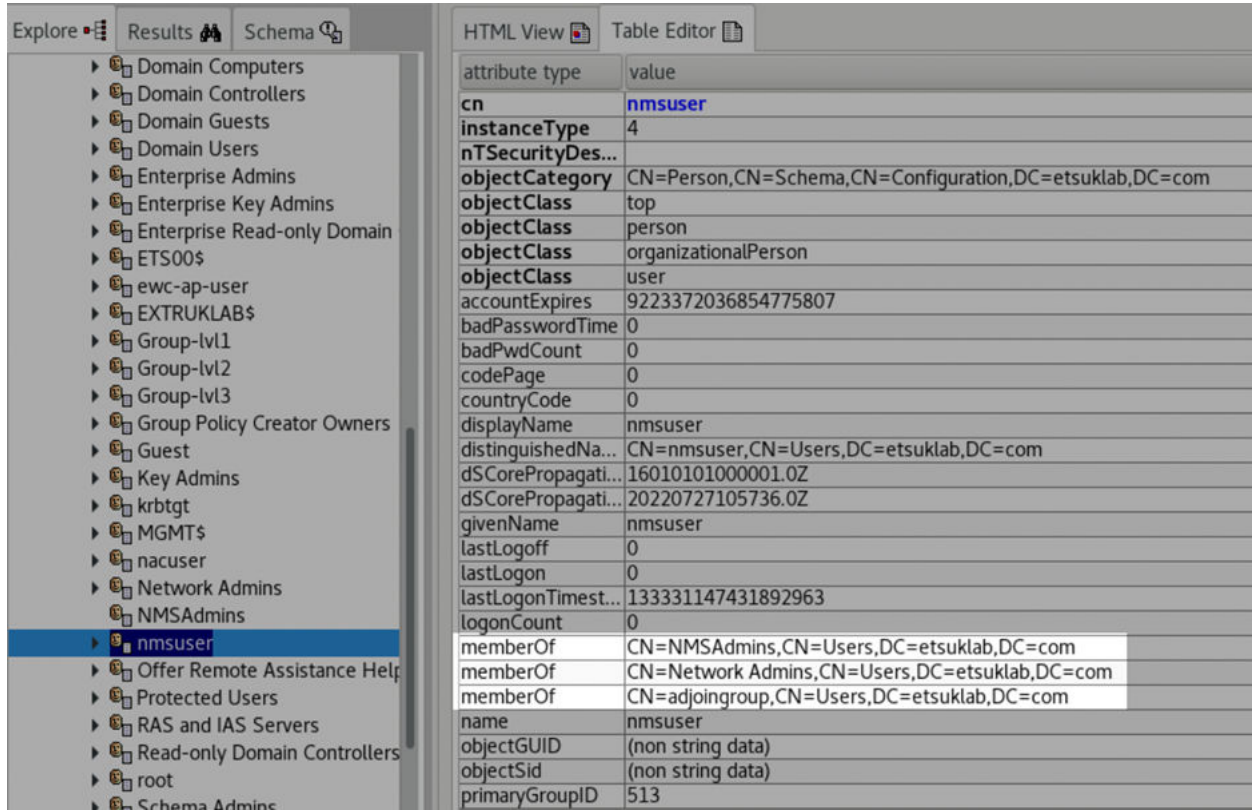 Explore
Results
Schema
Domain Computers
Domain Controllers
Domain Guests
Domain Users
Enterprise Admins
Enterprise Key Admins
Enterprise Read-only Domain
ETS00$
ewc-ap-user
EXTRUKLAB$
Group-lvl1
Group-lvl2
Group-lvl3
Group Policy Creator Owners
Guest
Key Admins
krbtgt
MGMT$
nacuser
Network Admins
NMSAdmins
nmsuser
Offer Remote Assistance Help
Protected Users
RAS and IAS Servers
Read-only Domain Controllers
root
Schema Admins
HTML View
Table Editor
attribute type value
cn nmsuser
instanceType 4
nTSecurityDes...
objectCategory CN=Person,CN=Schema,CN=Configuration,DC=etsuklab,DC=com
objectClass top
objectClass person
objectClass organizationalPerson
objectClass user
accountExpires 9223372036854775807
badPasswordTime 0
badPwdCount 0
codePage 0
countryCode 0
displayName nmsuser
distinguishedNa... CN=nmsuser,CN=Users,DC=etsuklab,DC=com
dSCorePropagati... 16010101000001.0Z
dSCorePropagati... 20220727105736.0Z
givenName nmsuser
lastLogoff 0
lastLogon 0
lastLogonTimest... 133331147431892963
logonCount 0
memberOf CN=NMSAdmins,CN=Users,DC=etsuklab,DC=com
memberOf CN=Network Admins,CN=Users,DC=etsuklab,DC=com
memberOf CN=adjoingroup,CN=Users,DC=etsuklab,DC=com
name nmsuser
objectGUID (non string data)
objectSid (non string data)
primaryGroupID 513